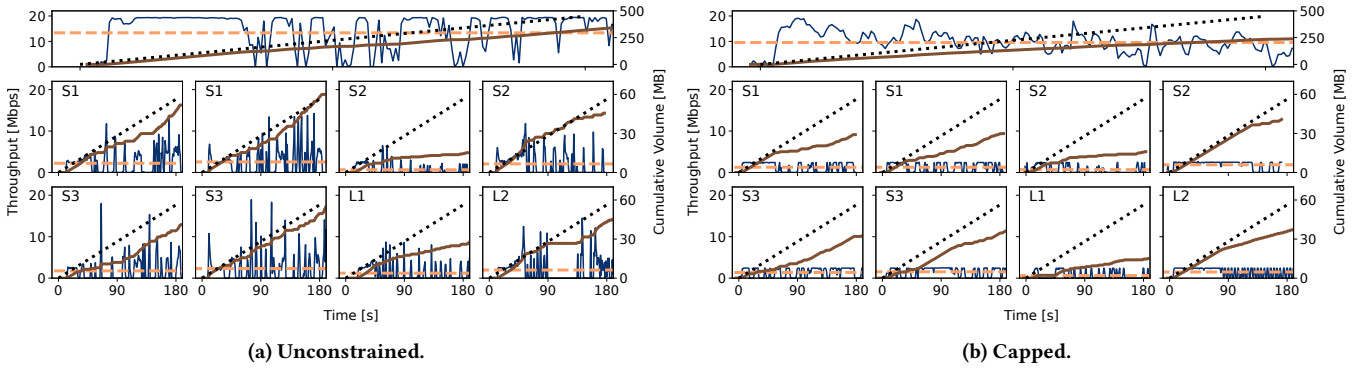 20
10
0
500
250
0
20
10
0
500
250
0
S1
S1
S2
S2
20
10
0
60
30
0
S1
S1
S2
S2
20
10
0
60
30
0
S3
S3
L1
L2
20
10
0
60
30
0
S3
S3
L1
L2
20
10
0
60
30
0
Throughput [Mbps]
Cumulative Volume [MB]
Throughput [Mbps]
Cumulative Volume [MB]
0 90 180 0 90 180 0 90 180 0 90 180
0 90 180 0 90 180 0 90 180 0 90 180
Time [s]
Time [s]
(a) Unconstrained.
(b) Capped.